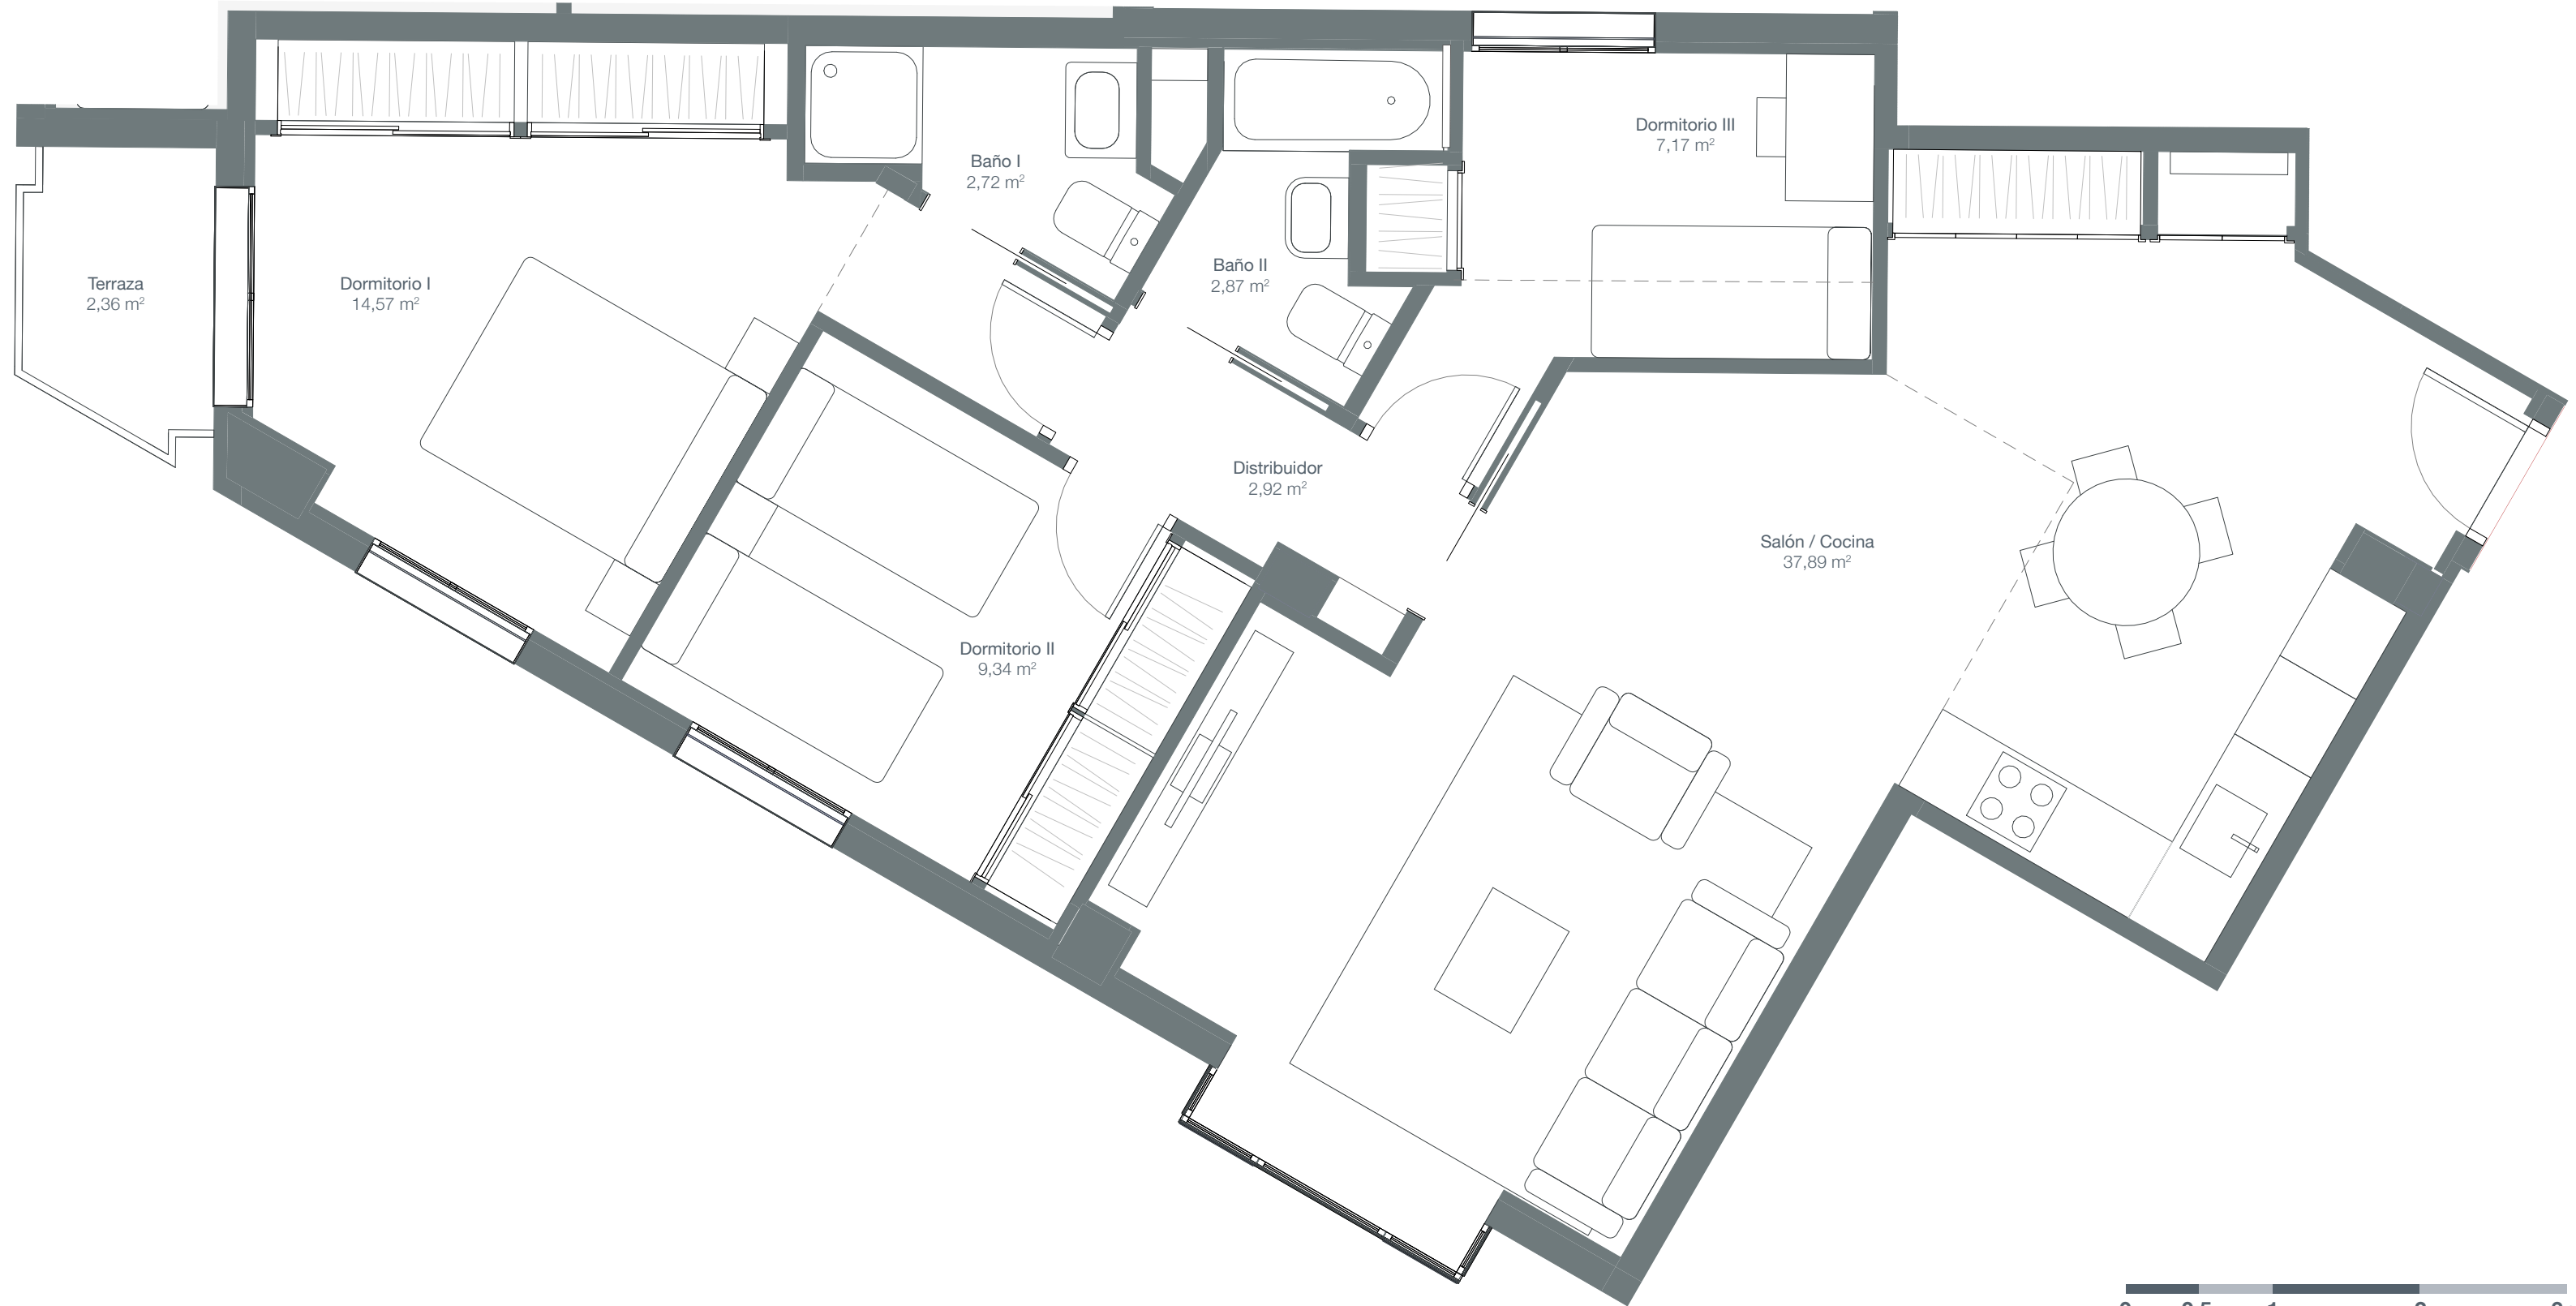 Dormitorio III
7,17 m²
Baño I
2,72 m²
Baño II
2,87 m²
Terraza
2,36 m²
Dormitorio I
14,57 m²
Distribuidor
2,92 m²
Salón / Cocina
37,89 m²
Dormitorio II
9,34 m²